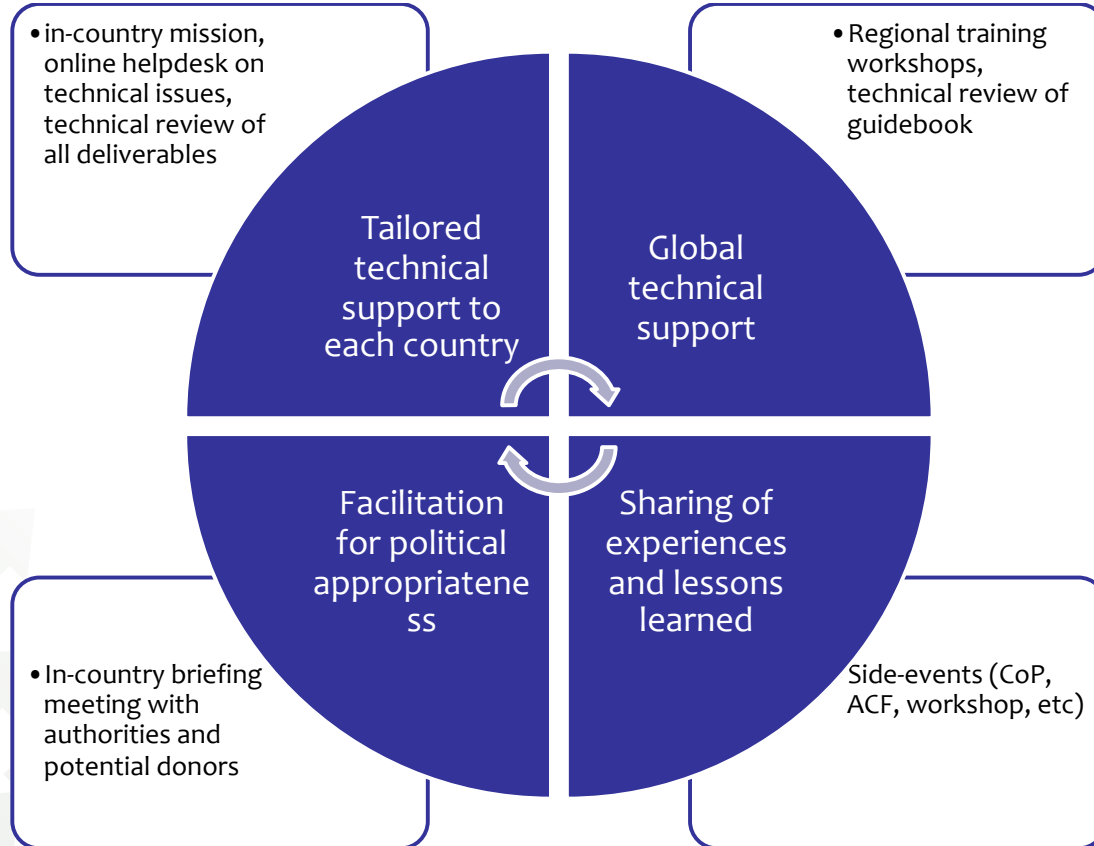 •in-country mission,
online helpdesk on
technical issues,
technical review of
all deliverables
•Regional training
workshops,
technical review of
guidebook
Tailored
technical
support to
each country
Global
technical
support
Facilitation
for political
appropriatene
ss
Sharing of
experiences
and lessons
learned
•In-country briefing
meeting with
authorities and
potential donors
Side-events (CoP,
ACF, workshop, etc)